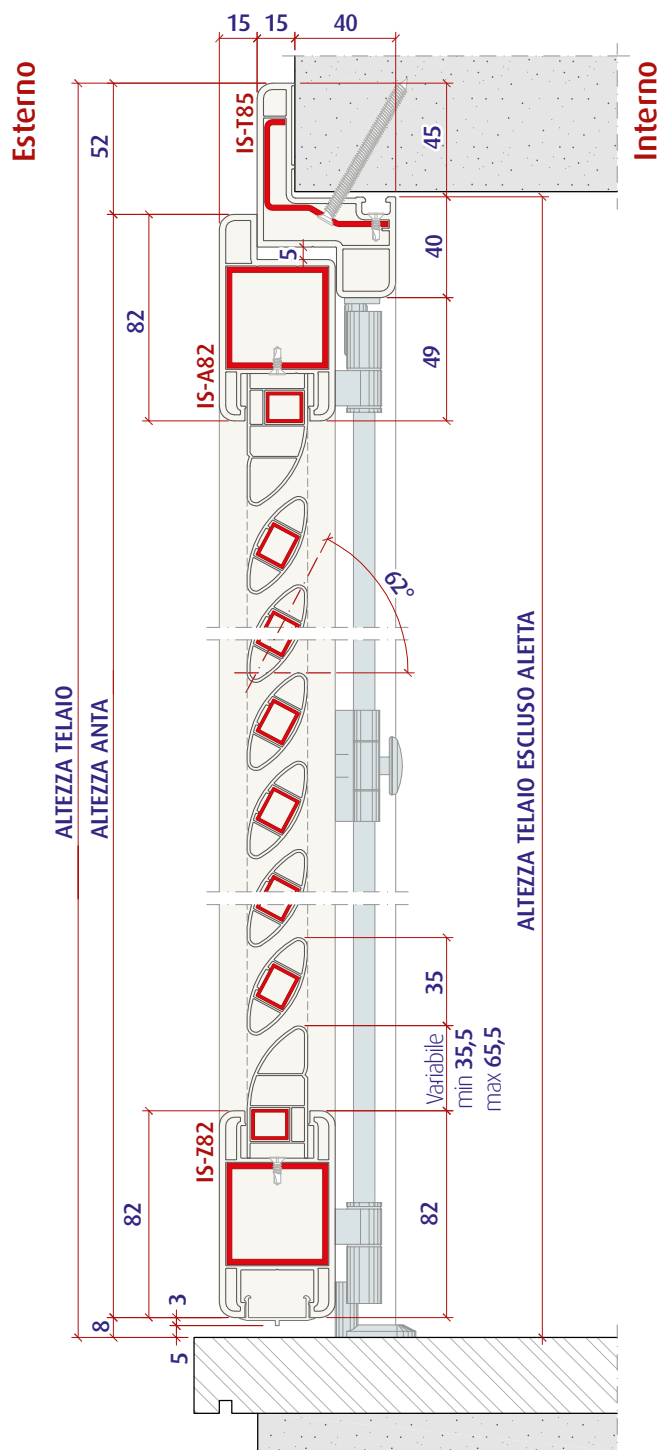 15 15 40
Esterno
Interno
52
IS-T85
45
40
5
82
IS-A82
49
62°
ALTEZZA TELAIO
ALTEZZA ANTA
ALTEZZA TELAIO ESCLUSO ALETTA
35
Variabile
min 35,5
max 65,5
IS-Z82
82
82
3
8
5